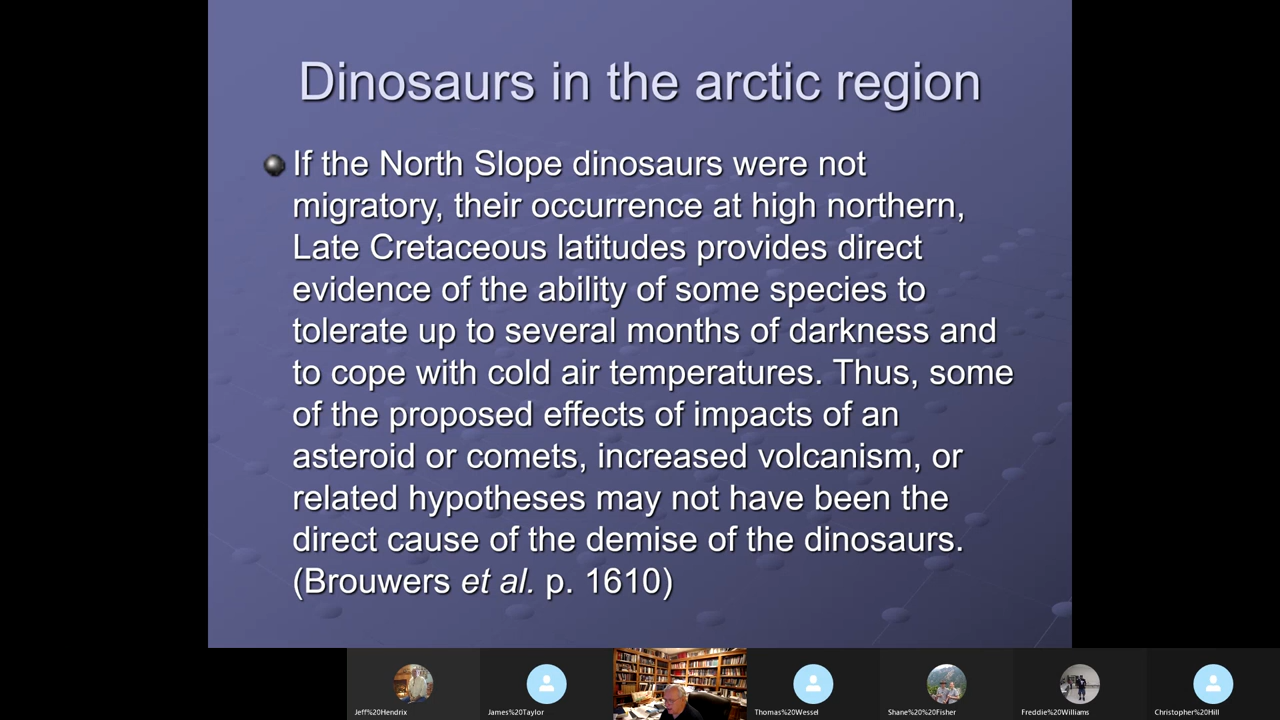 Dinosaurs in the arctic region
If the North Slope dinosaurs were not
migratory, their occurrence at high northern,
Late Cretaceous latitudes provides direct
evidence of the ability of some species to
tolerate up to several months of darkness and
to cope with cold air temperatures. Thus, some
of the proposed effects of impacts of an
asteroid or comets, increased volcanism, or
related hypotheses may not have been the
direct cause of the demise of the dinosaurs.
(Brouwers et al. p. 1610)
Jeff%20Hendrix
James%20Taylor
Thomas%20Wessel
Shane%20%20Fisher
Freddie%20Williams
Christopher%20Hill